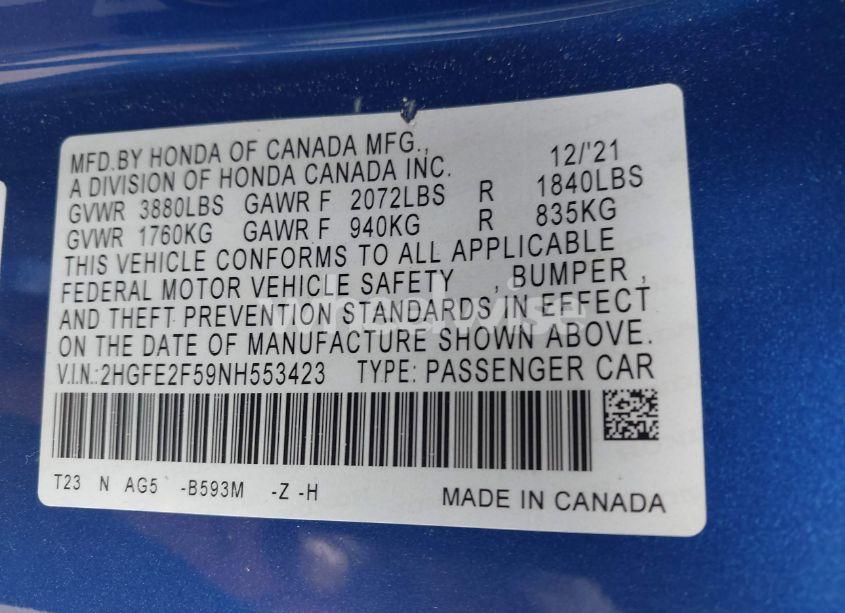 MFD.BY HONDA OF CANADA MFG., 12/'21
A DIVISION OF HONDA CANADA INC.
GVWR 3880LBS GAWR F 2072LBS R 1840LBS
GVWR 1760KG GAWR F 940KG R 835KG
THIS VEHICLE CONFORMS TO ALL APPLICABLE
FEDERAL MOTOR VEHICLE SAFETY , BUMPER ,
AND THEFT PREVENTION STANDARDS IN EFFECT
ON THE DATE OF MANUFACTURE SHOWN ABOVE.
V.I.N.:2HGFE2F59NH553423 TYPE: PASSENGER CAR
T23 N AG5 -B593M -Z -H
MADE IN CANADA